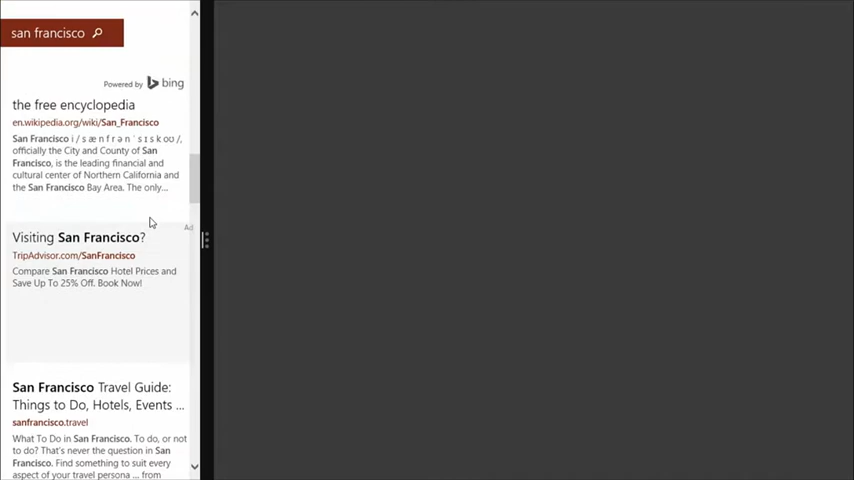 san francisco
Powered by bing
the free encyclopedia
en.wikipedia.org/wiki/San_Francisco
San Francisco i / s æ n f r ə n ˈ s ɪ s k oʊ /,
officially the City and County of San
Francisco, is the leading financial and
cultural center of Northern California and
the San Francisco Bay Area. The only...
Ad
Visiting San Francisco?
TripAdvisor.com/SanFrancisco
Compare San Francisco Hotel Prices and
Save Up To 25% Off. Book Now!
San Francisco Travel Guide:
Things to Do, Hotels, Events ...
sanfrancisco.travel
What To Do in San Francisco. To do, or not
to do? That's never the question in San
Francisco. Find something to suit every
aspect of your travel persona ... from